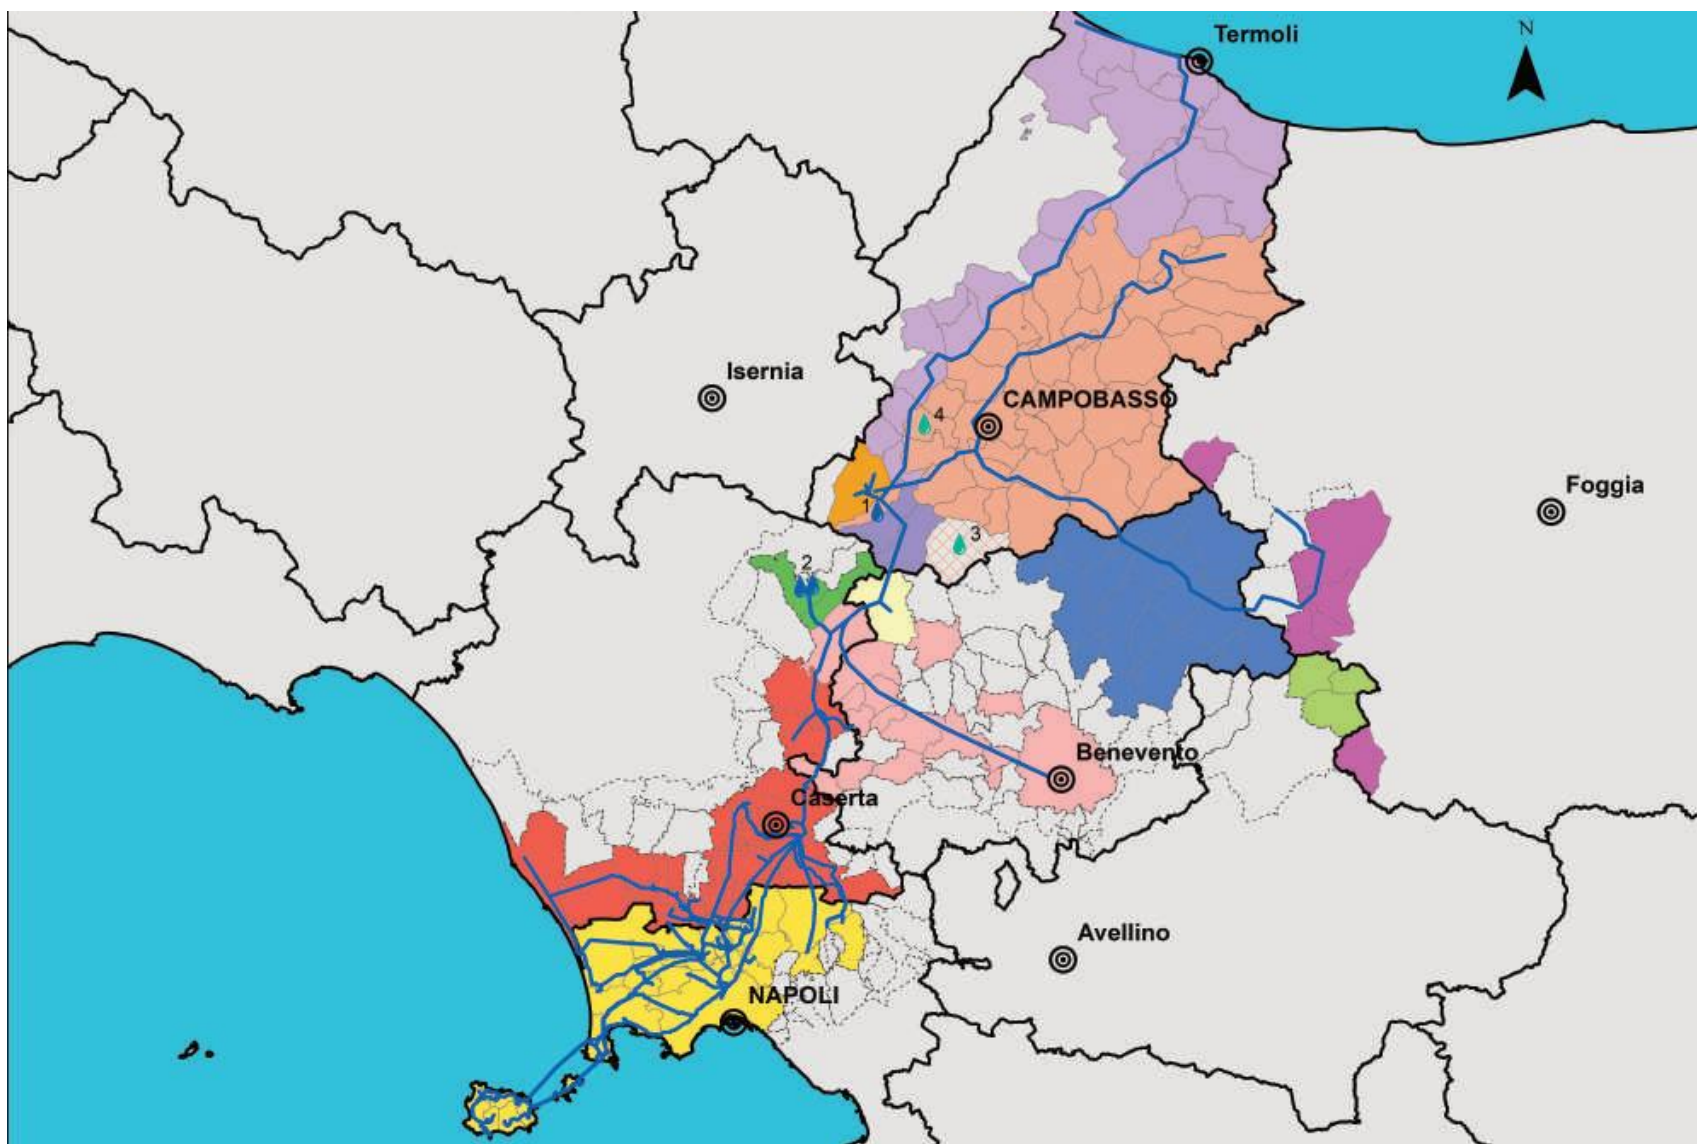 Termoli
N
Isernia
CAMPOBASSO
4
Foggia
1
3
2
Benevento
Caserta
Avellino
NAPOLI